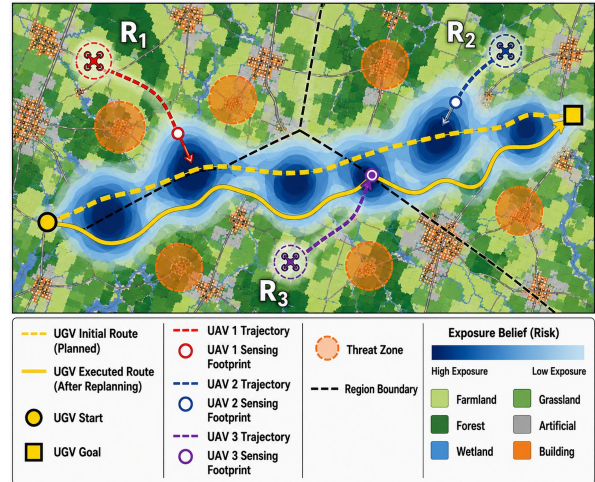 R1
R2
R3
UGV Initial Route
(Planned)
UGV Executed Route
(After Replanning)
UGV Start
UGV Goal
UAV 1 Trajectory
UAV 1 Sensing
Footprint
UAV 2 Trajectory
UAV 2 Sensing
Footprint
UAV 3 Trajectory
UAV 3 Sensing
Footprint
Threat Zone
Region Boundary
Exposure Belief (Risk)
High Exposure Low Exposure
Farmland Grassland
Forest Artificial
Wetland Building